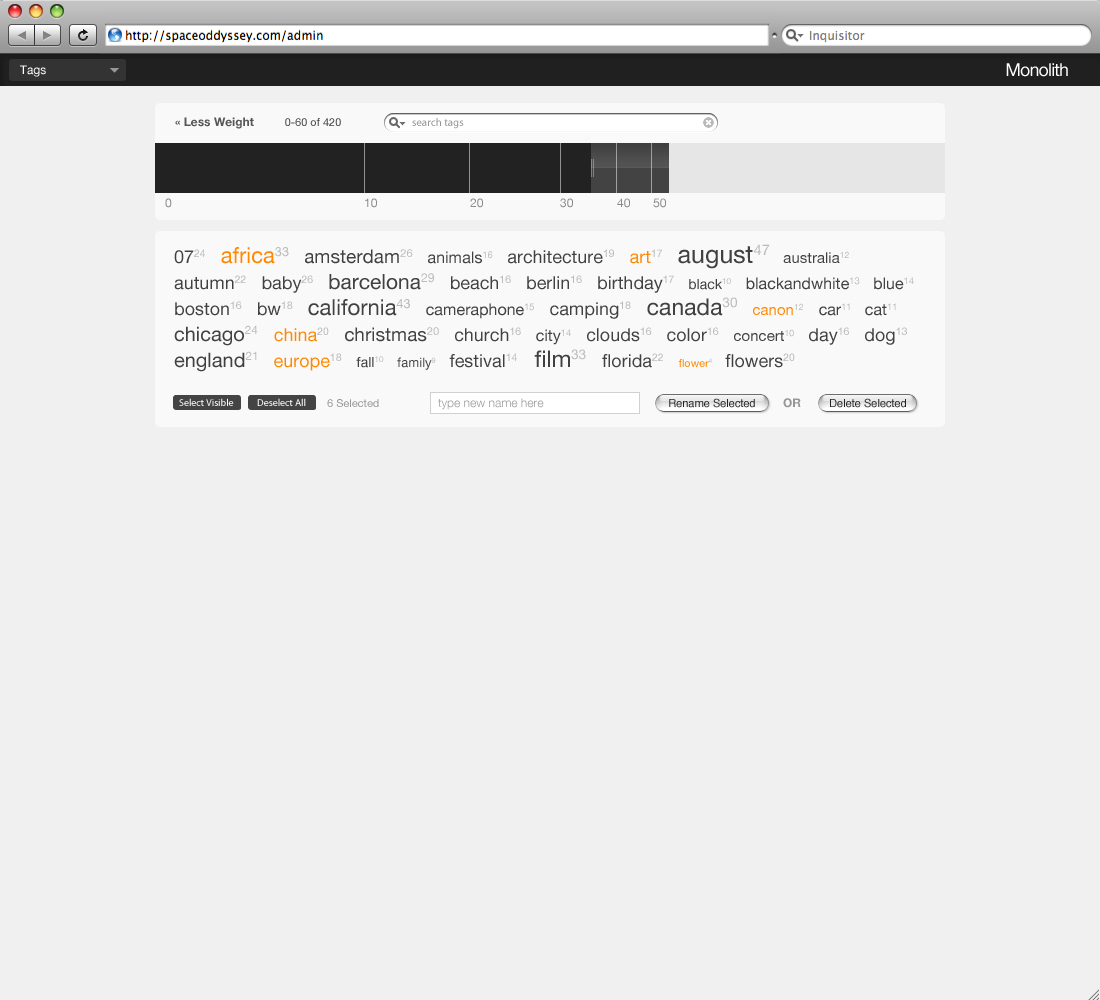 http://spaceoddyssey.com/admin Inquisitor
Tags Monolith
« Less Weight 0-60 of 420 search tags
0 10 20 30 40 50
07 24 africa 33 amsterdam 26 animals 16 architecture 19 art 17 august 47 australia 12
autumn 22 baby 26 barcelona 29 beach 16 berlin 16 birthday 17 black 10 blackandwhite 13 blue 14
boston 16 bw 18 california 43 cameraphone 15 camping 18 canada 30 canon 12 car 11 cat 11
chicago 24 china 20 christmas 20 church 16 city 14 clouds 16 color 16 concert 10 day 16 dog 13
england 21 europe 18 fall 10 family festival 14 film 33 florida 22 flower flowers 20
Select Visible Deselect All 6 Selected type new name here Rename Selected OR Delete Selected